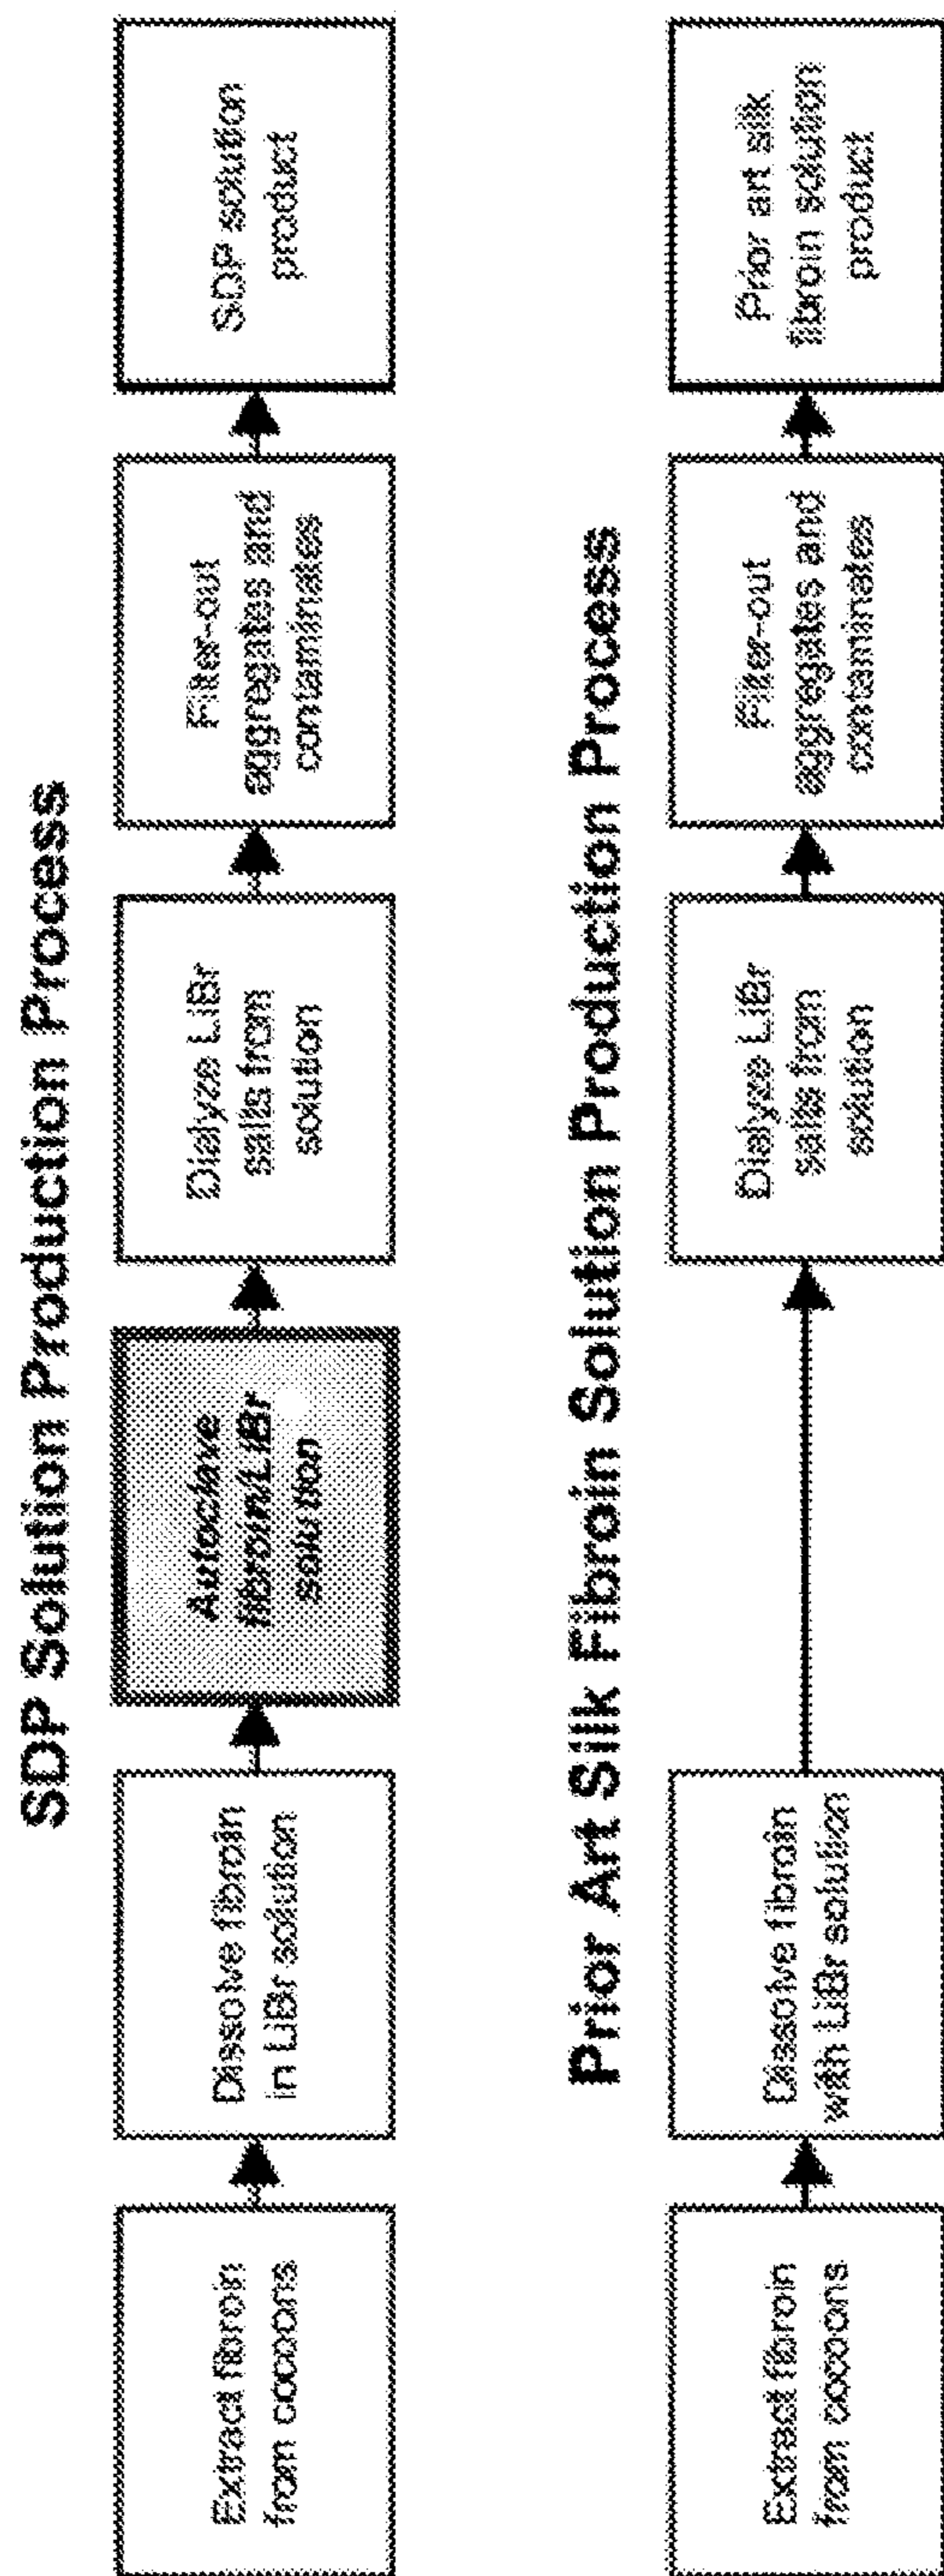 SDP Solution Production Process
Extract fibroin
from cocoons
Dissolve fibroin
in LiBr solution
Autoclave
fibroin/LiBr
solution
Dialyze LiBr
salts from
solution
Filter-out
aggregates and
contaminates
SDP solution
product
Prior Art Silk Fibroin Solution Production Process
Extract fibroin
from cocoons
Dissolve fibroin
with LiBr solution
Dialyze LiBr
salts from
solution
Filter-out
aggregates and
contaminates
Prior art silk
fibroin solution
product